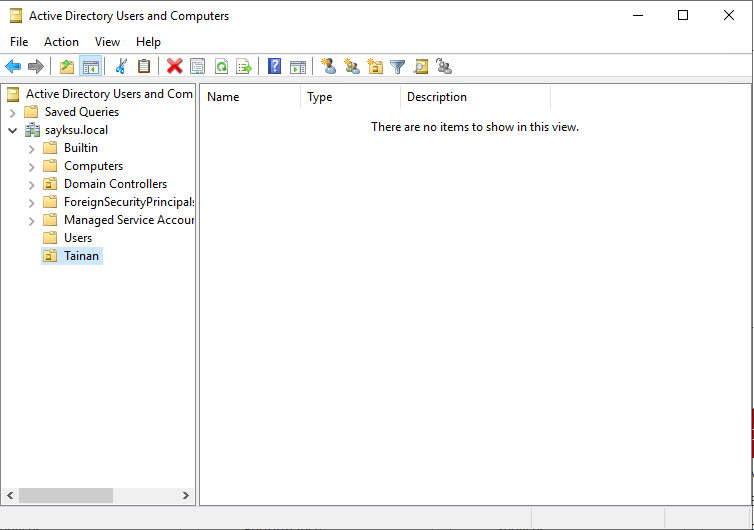 Active Directory Users and Computers
File Action View Help
Active Directory Users and Com
Saved Queries
sayksu.local
Builtin
Computers
Domain Controllers
ForeignSecurityPrincipals
Managed Service Accour
Users
Tainan
Name Type Description
There are no items to show in this view.